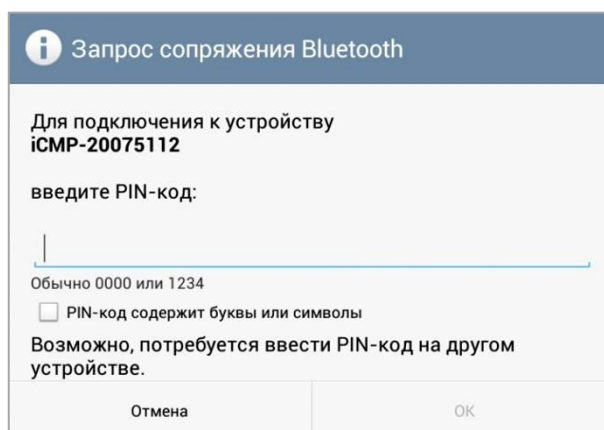 Запрос сопряжения Bluetooth
Для подключения к устройству
iCMP-20075112
введите PIN-код:
Обычно 0000 или 1234
PIN-код содержит буквы или символы
Возможно, потребуется ввести PIN-код на другом
устройстве.
Отмена
ОК